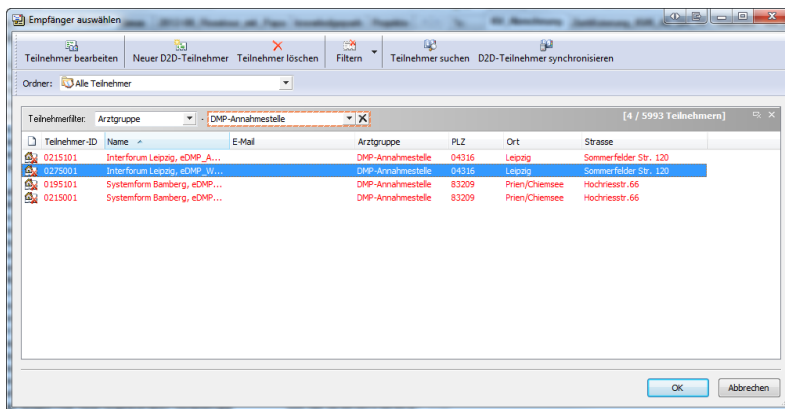 Empfänger auswählen
Teilnehmer bearbeiten Neuer D2D-Teilnehmer Teilnehmer löschen Filtern Teilnehmer suchen D2D-Teilnehmer synchronisieren
Ordner: Alle Teilnehmer
Teilnehmerfilter: Arztgruppe - DMP-Annahmestelle [4 / 5993 Teilnehmern]
Teilnehmer-ID Name E-Mail Arztgruppe PLZ Ort Strasse
0215101 Interforum Leipzig, eDMP_A... DMP-Annahmestelle 04316 Leipzig Sommerfelder Str. 120
0275001 Interforum Leipzig, eDMP_W... DMP-Annahmestelle 04316 Leipzig Sommerfelder Str. 120
0195101 Systemform Bamberg, eDMP... DMP-Annahmestelle 83209 Prien/Chiemsee Hochriesstr.66
0215001 Systemform Bamberg, eDMP... DMP-Annahmestelle 83209 Prien/Chiemsee Hochriesstr.66
OK Abbrechen